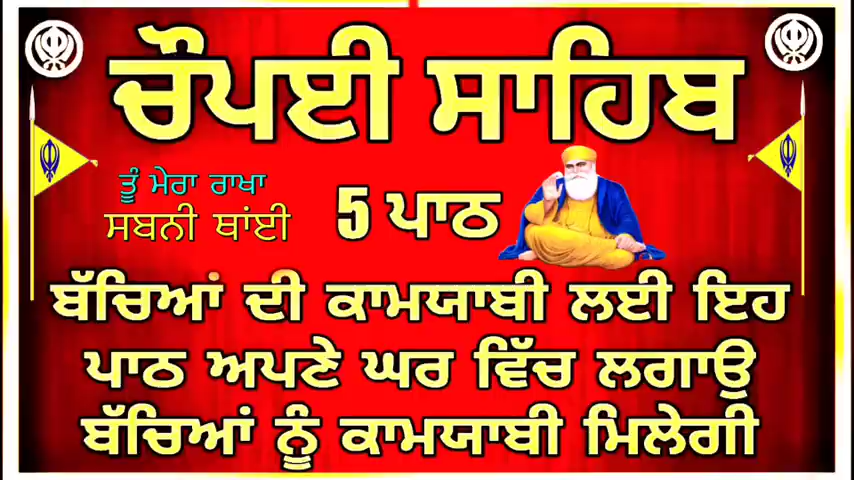 ਚੌਪਈ ਸਾਹਿਬ
ਤੂੰ ਮੇਰਾ ਰਾਖਾ
ਸਬਨੀ ਥਾਂਈ
5 ਪਾਠ
ਬੱਚਿਆਂ ਦੀ ਕਾਮਯਾਬੀ ਲਈ ਇਹ
ਪਾਠ ਅਪਣੇ ਘਰ ਵਿੱਚ ਲਗਾਉ
ਬੱਚਿਆਂ ਨੂੰ ਕਾਮਯਾਬੀ ਮਿਲੇਗੀ